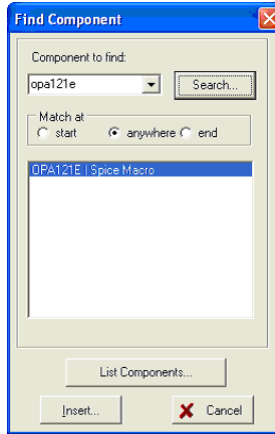 Find Component
Component to find:
opa121e
Search...
Match at
start anywhere end
OPA121E | Spice Macro
List Components...
Insert... Cancel